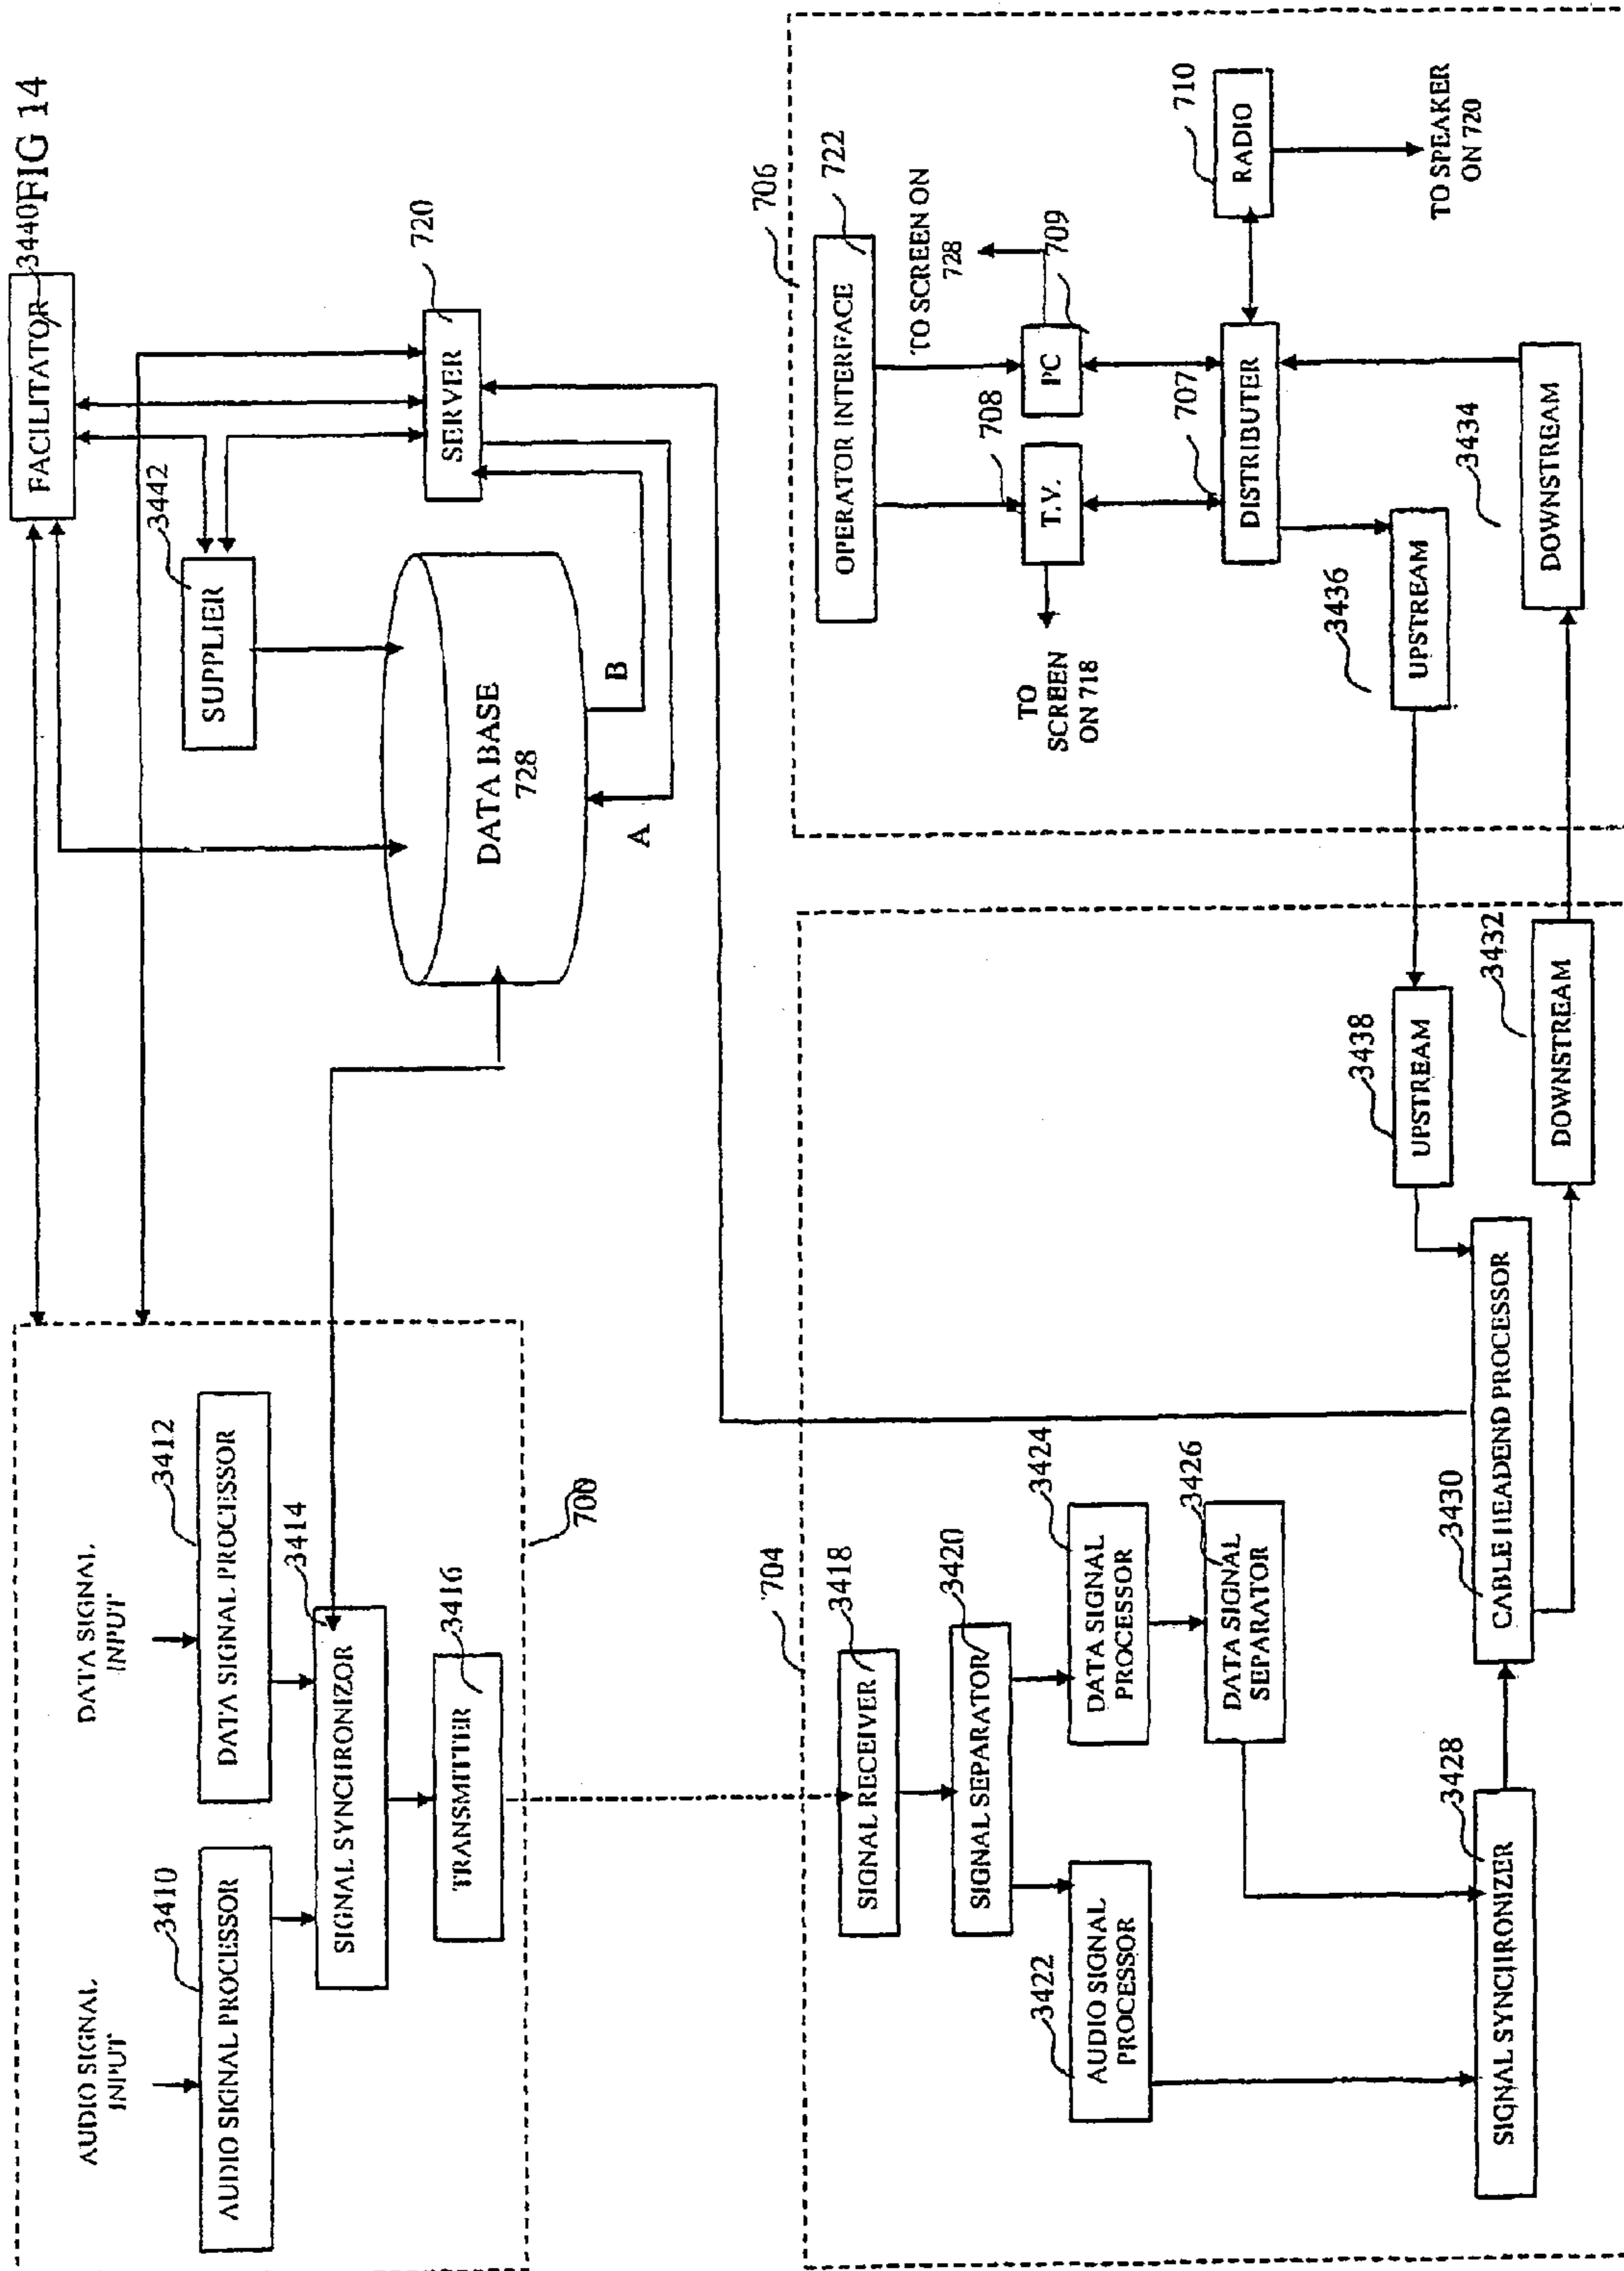 FIG 14
AUDIO SIGNAL
INPUT
DATA SIGNAL
INPUT
3410
AUDIO SIGNAL PROCESSOR
3412
DATA SIGNAL PROCESSOR
3414
SIGNAL SYNCHRONIZOR
3416
TRANSMITTER
700
3440
FACILITATOR
3442
SUPPLIER
720
SERVER
DATA BASE
728
A
B
704
3418
SIGNAL RECEIVER
3420
SIGNAL SEPARATOR
3422
AUDIO SIGNAL
PROCESSOR
3424
DATA SIGNAL
PROCESSOR
3426
DATA SIGNAL
SEPARATOR
3428
SIGNAL SYNCHRONIZER
3430
CABLE HEADEND PROCESSOR
3438
UPSTREAM
3432
DOWNSTREAM
706
722
OPERATOR INTERFACE
TO SCREEN ON
728
708
T.V.
709
PC
TO
SCREEN
ON 718
707
DISTRIBUTER
710
RADIO
TO SPEAKER
ON 720
3436
UPSTREAM
3434
DOWNSTREAM